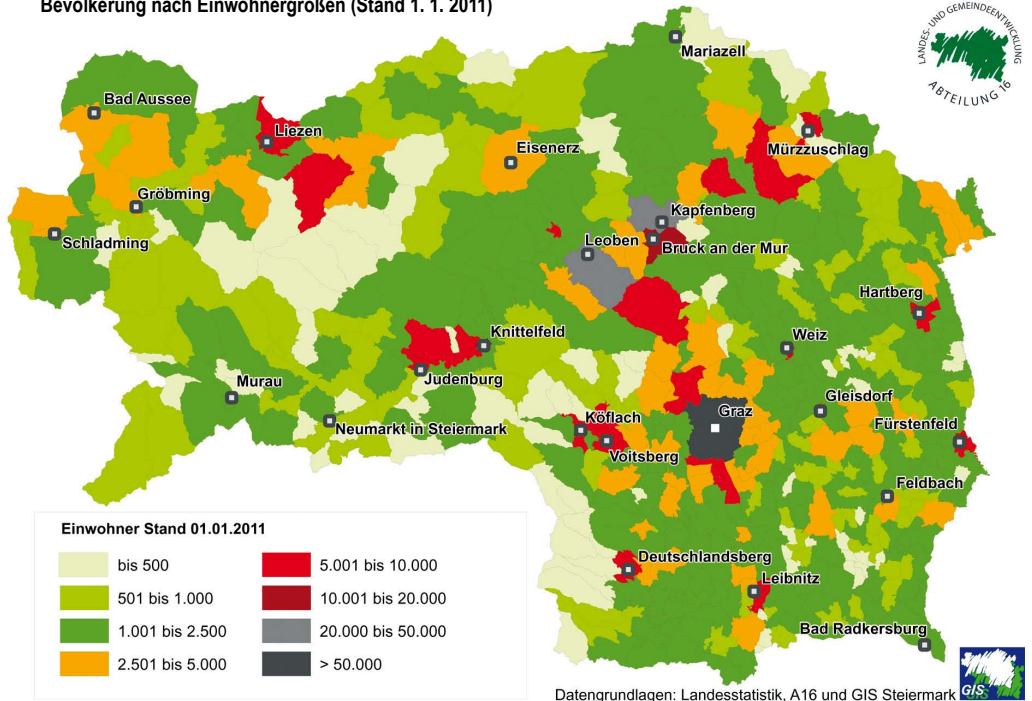 Bevölkerung nach Einwohnergrößen (Stand 1. 1. 2011)
LANDES- UND GEMEINDEENTWICKLUNG
ABTEILUNG 16
Mariazell
Bad Aussee
Liezen
Mürzzuschlag
Eisenerz
Gröbming
Kapfenberg
Schladming
Leoben
Bruck an der Mur
Hartberg
Knittelfeld
Weiz
Murau
Judenburg
Gleisdorf
Köflach
Graz
Neumarkt in Steiermark
Fürstenfeld
Voitsberg
Feldbach
Einwohner Stand 01.01.2011
bis 500
5.001 bis 10.000
501 bis 1.000
10.001 bis 20.000
1.001 bis 2.500
20.000 bis 50.000
2.501 bis 5.000
> 50.000
Deutschlandsberg
Leibnitz
Bad Radkersburg
Datengrundlagen: Landesstatistik, A16 und GIS Steiermark
GIS